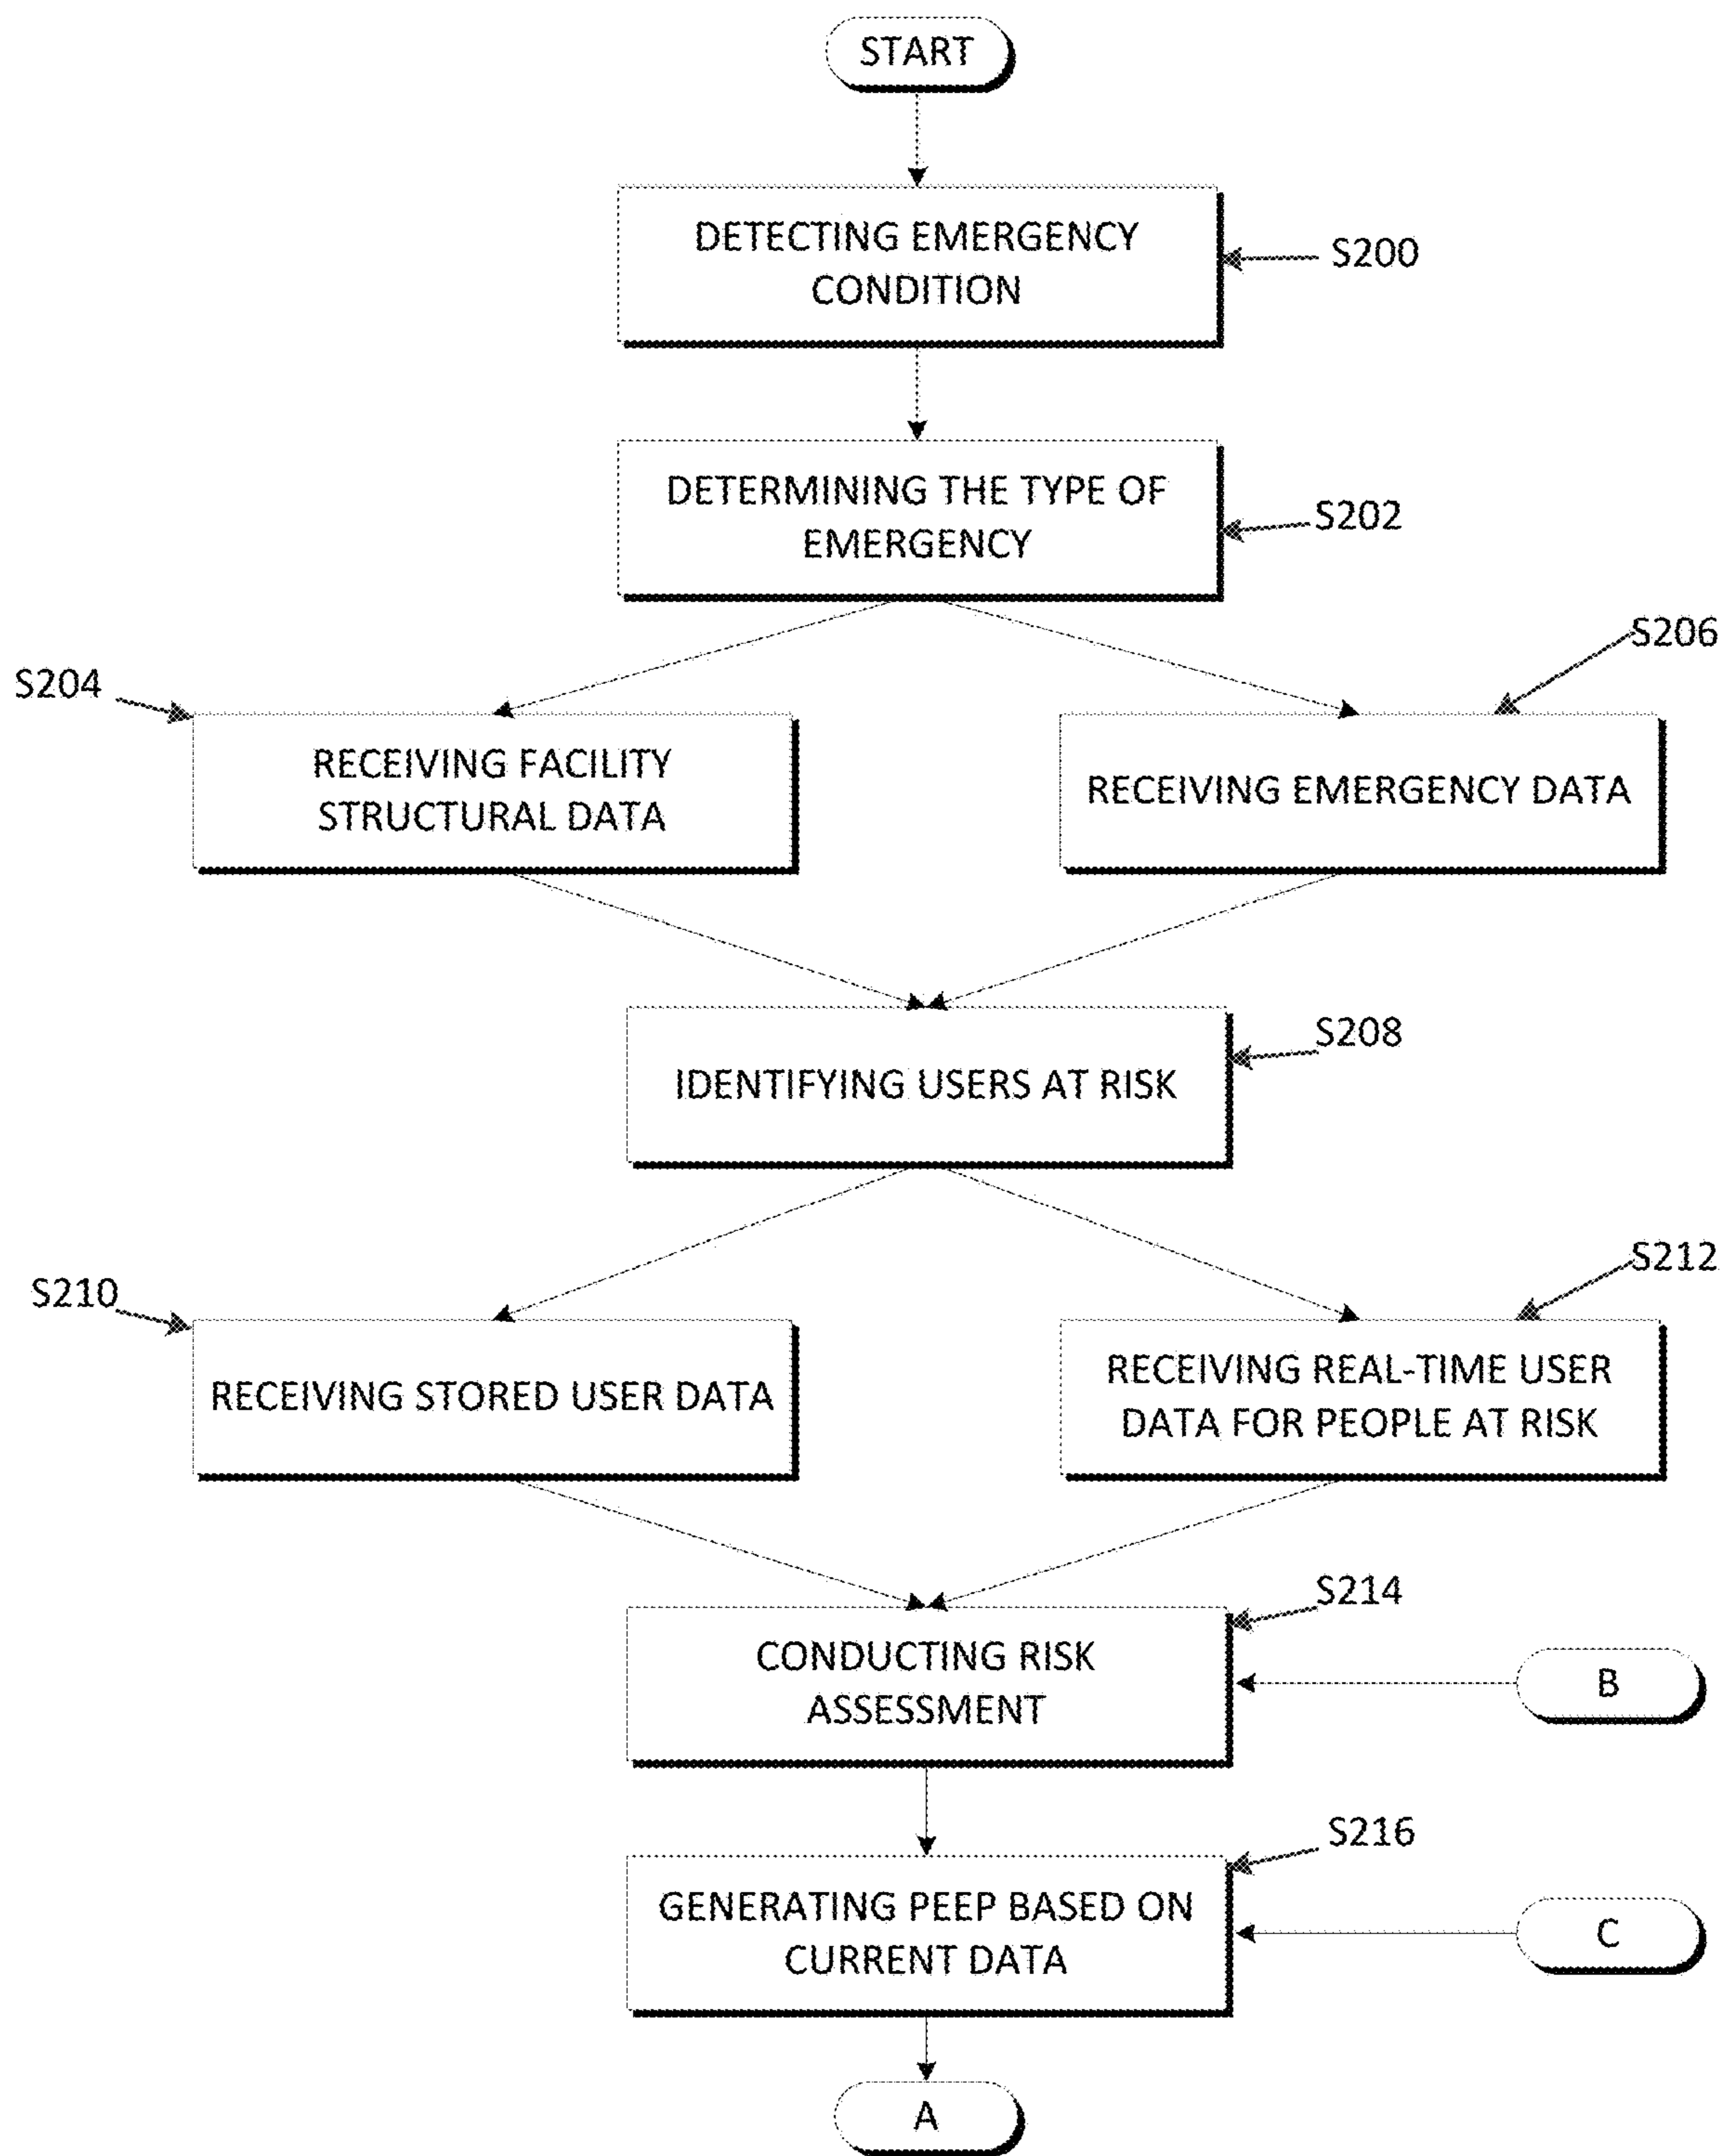 START
DETECTING EMERGENCY
CONDITION
S200
DETERMINING THE TYPE OF
EMERGENCY
S202
S204
S206
RECEIVING FACILITY
STRUCTURAL DATA
RECEIVING EMERGENCY DATA
S208
IDENTIFYING USERS AT RISK
S210
S212
RECEIVING STORED USER DATA
RECEIVING REAL-TIME USER
DATA FOR PEOPLE AT RISK
S214
CONDUCTING RISK
ASSESSMENT
B
S216
GENERATING PEEP BASED ON
CURRENT DATA
C
A